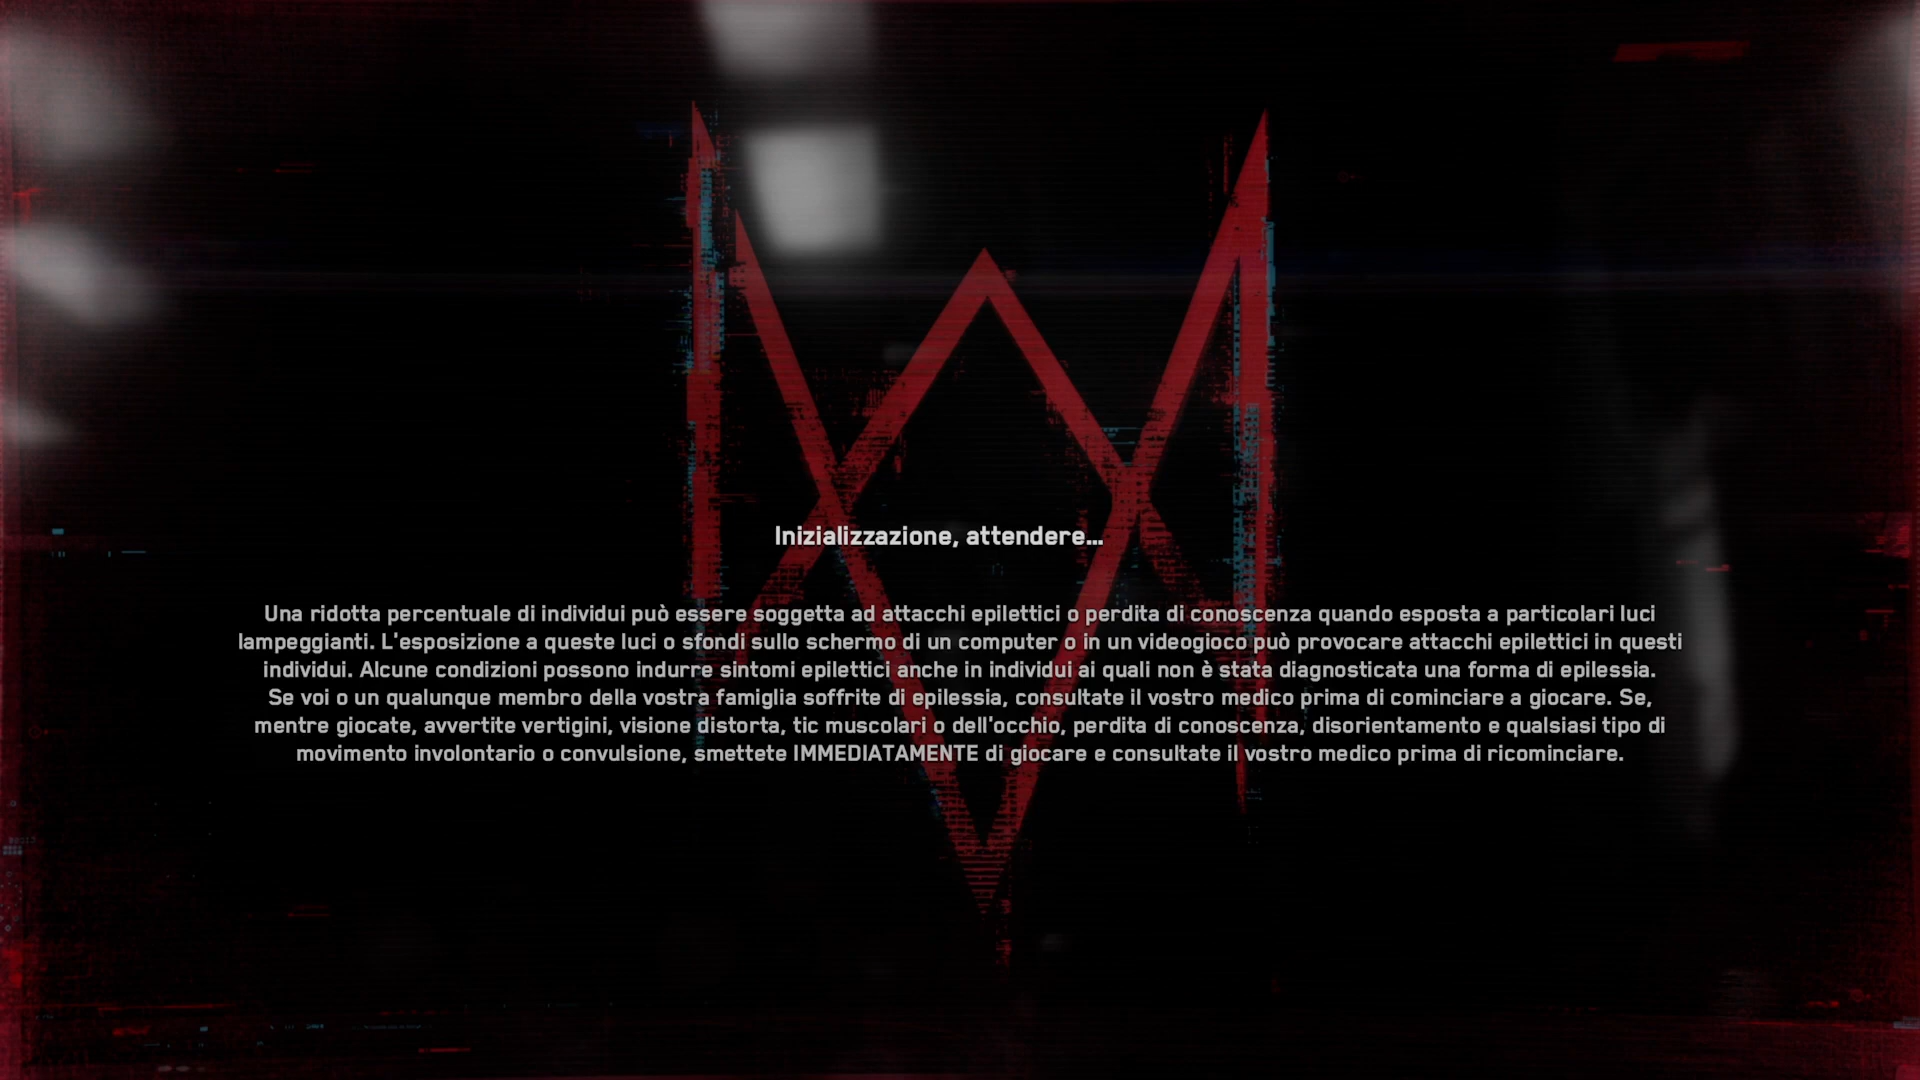 Inizializzazione, attendere...
Una ridotta percentuale di individui può essere soggetta ad attacchi epilettici o perdita di conoscenza quando esposta a particolari luci
lampeggianti. L'esposizione a queste luci o sfondi sullo schermo di un computer o in un videogioco può provocare attacchi epilettici in questi
individui. Alcune condizioni possono indurre sintomi epilettici anche in individui ai quali non è stata diagnosticata una forma di epilessia.
Se voi o un qualunque membro della vostra famiglia soffrite di epilessia, consultate il vostro medico prima di cominciare a giocare. Se,
mentre giocate, avvertite vertigini, visione distorta, tic muscolari o dell'occhio, perdita di conoscenza, disorientamento e qualsiasi tipo di
movimento involontario o convulsione, smettete IMMEDIATAMENTE di giocare e consultate il vostro medico prima di ricominciare.